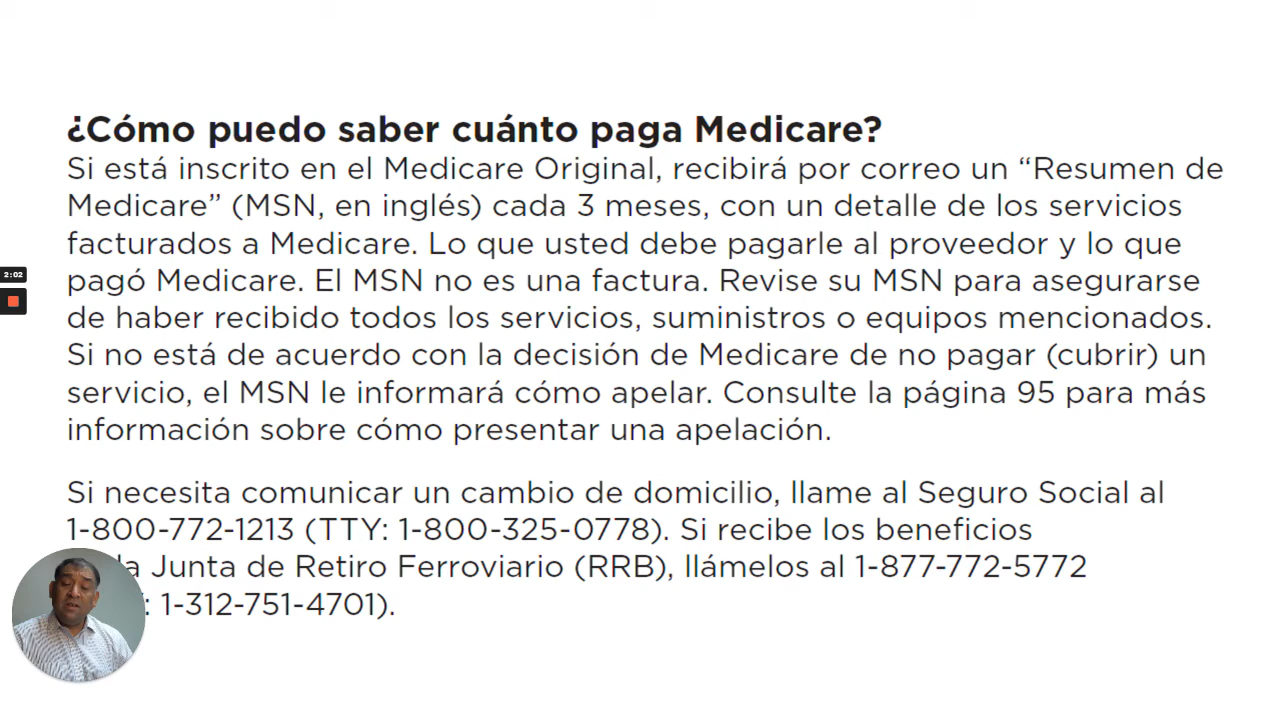 ¿Cómo puedo saber cuánto paga Medicare?
Si está inscrito en el Medicare Original, recibirá por correo un “Resumen de
Medicare” (MSN, en inglés) cada 3 meses, con un detalle de los servicios
facturados a Medicare. Lo que usted debe pagarle al proveedor y lo que
pagó Medicare. El MSN no es una factura. Revise su MSN para asegurarse
de haber recibido todos los servicios, suministros o equipos mencionados.
Si no está de acuerdo con la decisión de Medicare de no pagar (cubrir) un
servicio, el MSN le informará cómo apelar. Consulte la página 95 para más
información sobre cómo presentar una apelación.
Si necesita comunicar un cambio de domicilio, llame al Seguro Social al
1-800-772-1213 (TTY: 1-800-325-0778). Si recibe los beneficios
Junta de Retiro Ferroviario (RRB), llámelos al 1-877-772-5772
: 1-312-751-4701).
2:02